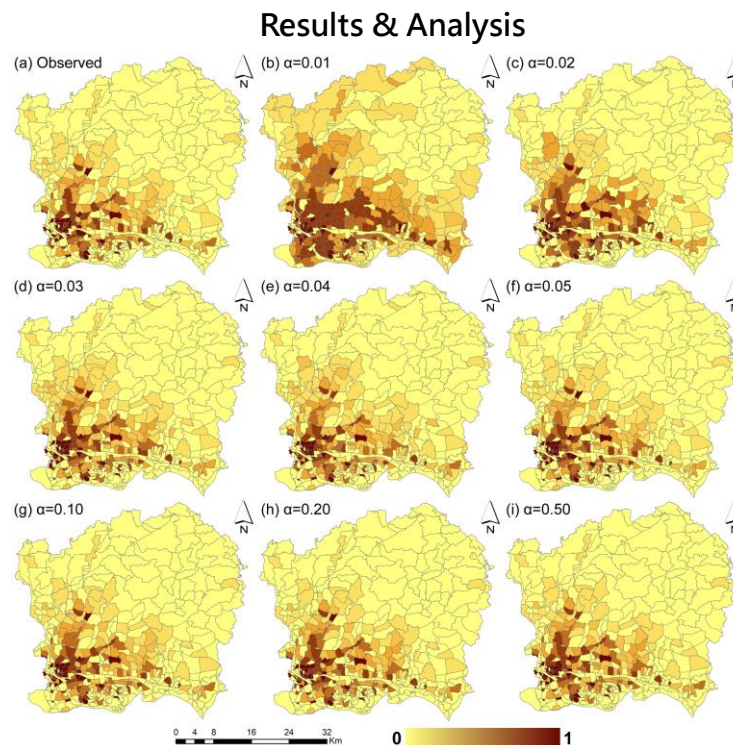 Results & Analysis
(a) Observed
N
(b) α=0.01
N
(c) α=0.02
N
(d) α=0.03
N
(e) α=0.04
N
(f) α=0.05
N
(g) α=0.10
N
(h) α=0.20
N
(i) α=0.50
N
0 4 8 16 24 32
Km
0 1